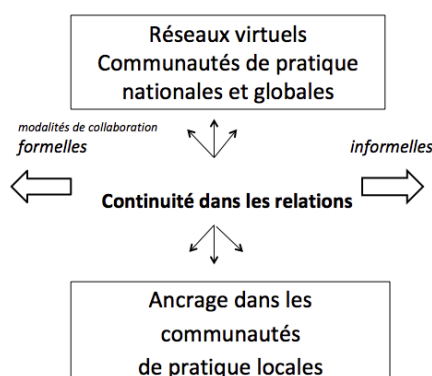 Réseaux virtuels
Communautés de pratique
nationales et globales
modalités de collaboration
formelles
informelles
Continuité dans les relations
Ancrage dans les
communautés
de pratique locales